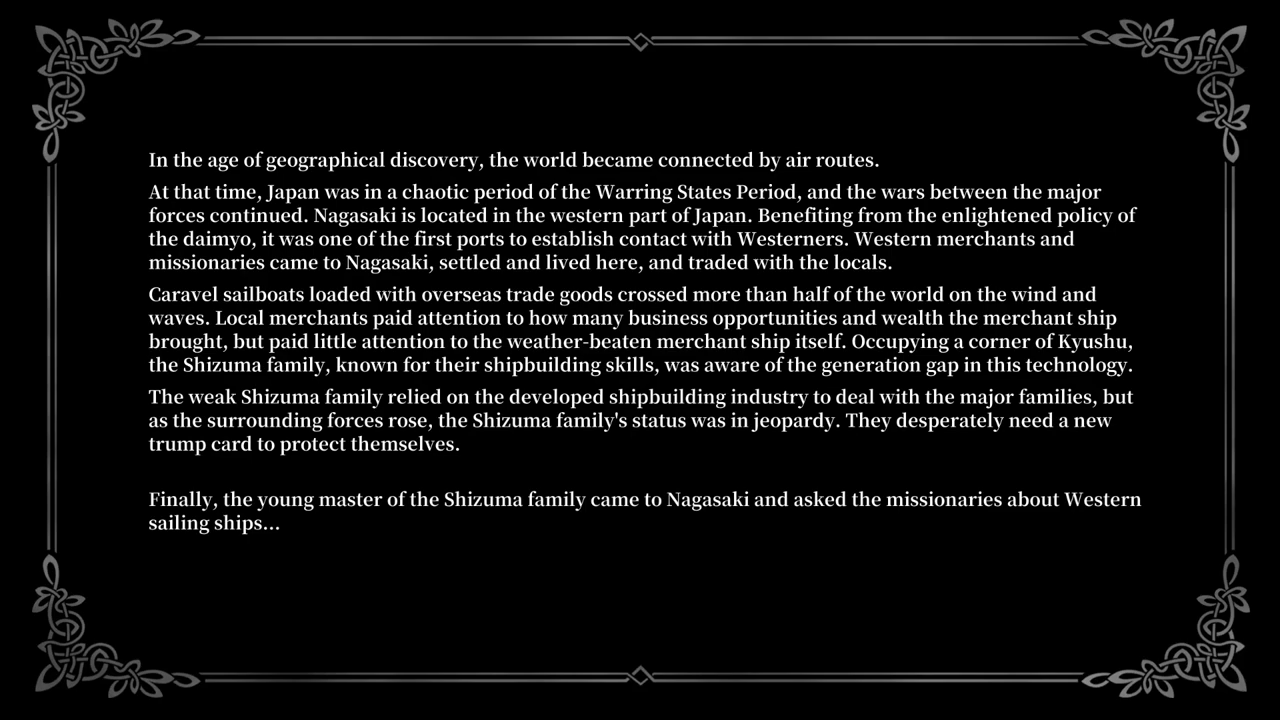 In the age of geographical discovery, the world became connected by air routes.
At that time, Japan was in a chaotic period of the Warring States Period, and the wars between the major
forces continued. Nagasaki is located in the western part of Japan. Benefiting from the enlightened policy of
the daimyo, it was one of the first ports to establish contact with Westerners. Western merchants and
missionaries came to Nagasaki, settled and lived here, and traded with the locals.
Caravel sailboats loaded with overseas trade goods crossed more than half of the world on the wind and
waves. Local merchants paid attention to how many business opportunities and wealth the merchant ship
brought, but paid little attention to the weather-beaten merchant ship itself. Occupying a corner of Kyushu,
the Shizuma family, known for their shipbuilding skills, was aware of the generation gap in this technology.
The weak Shizuma family relied on the developed shipbuilding industry to deal with the major families, but
as the surrounding forces rose, the Shizuma family's status was in jeopardy. They desperately need a new
trump card to protect themselves.
Finally, the young master of the Shizuma family came to Nagasaki and asked the missionaries about Western
sailing ships...